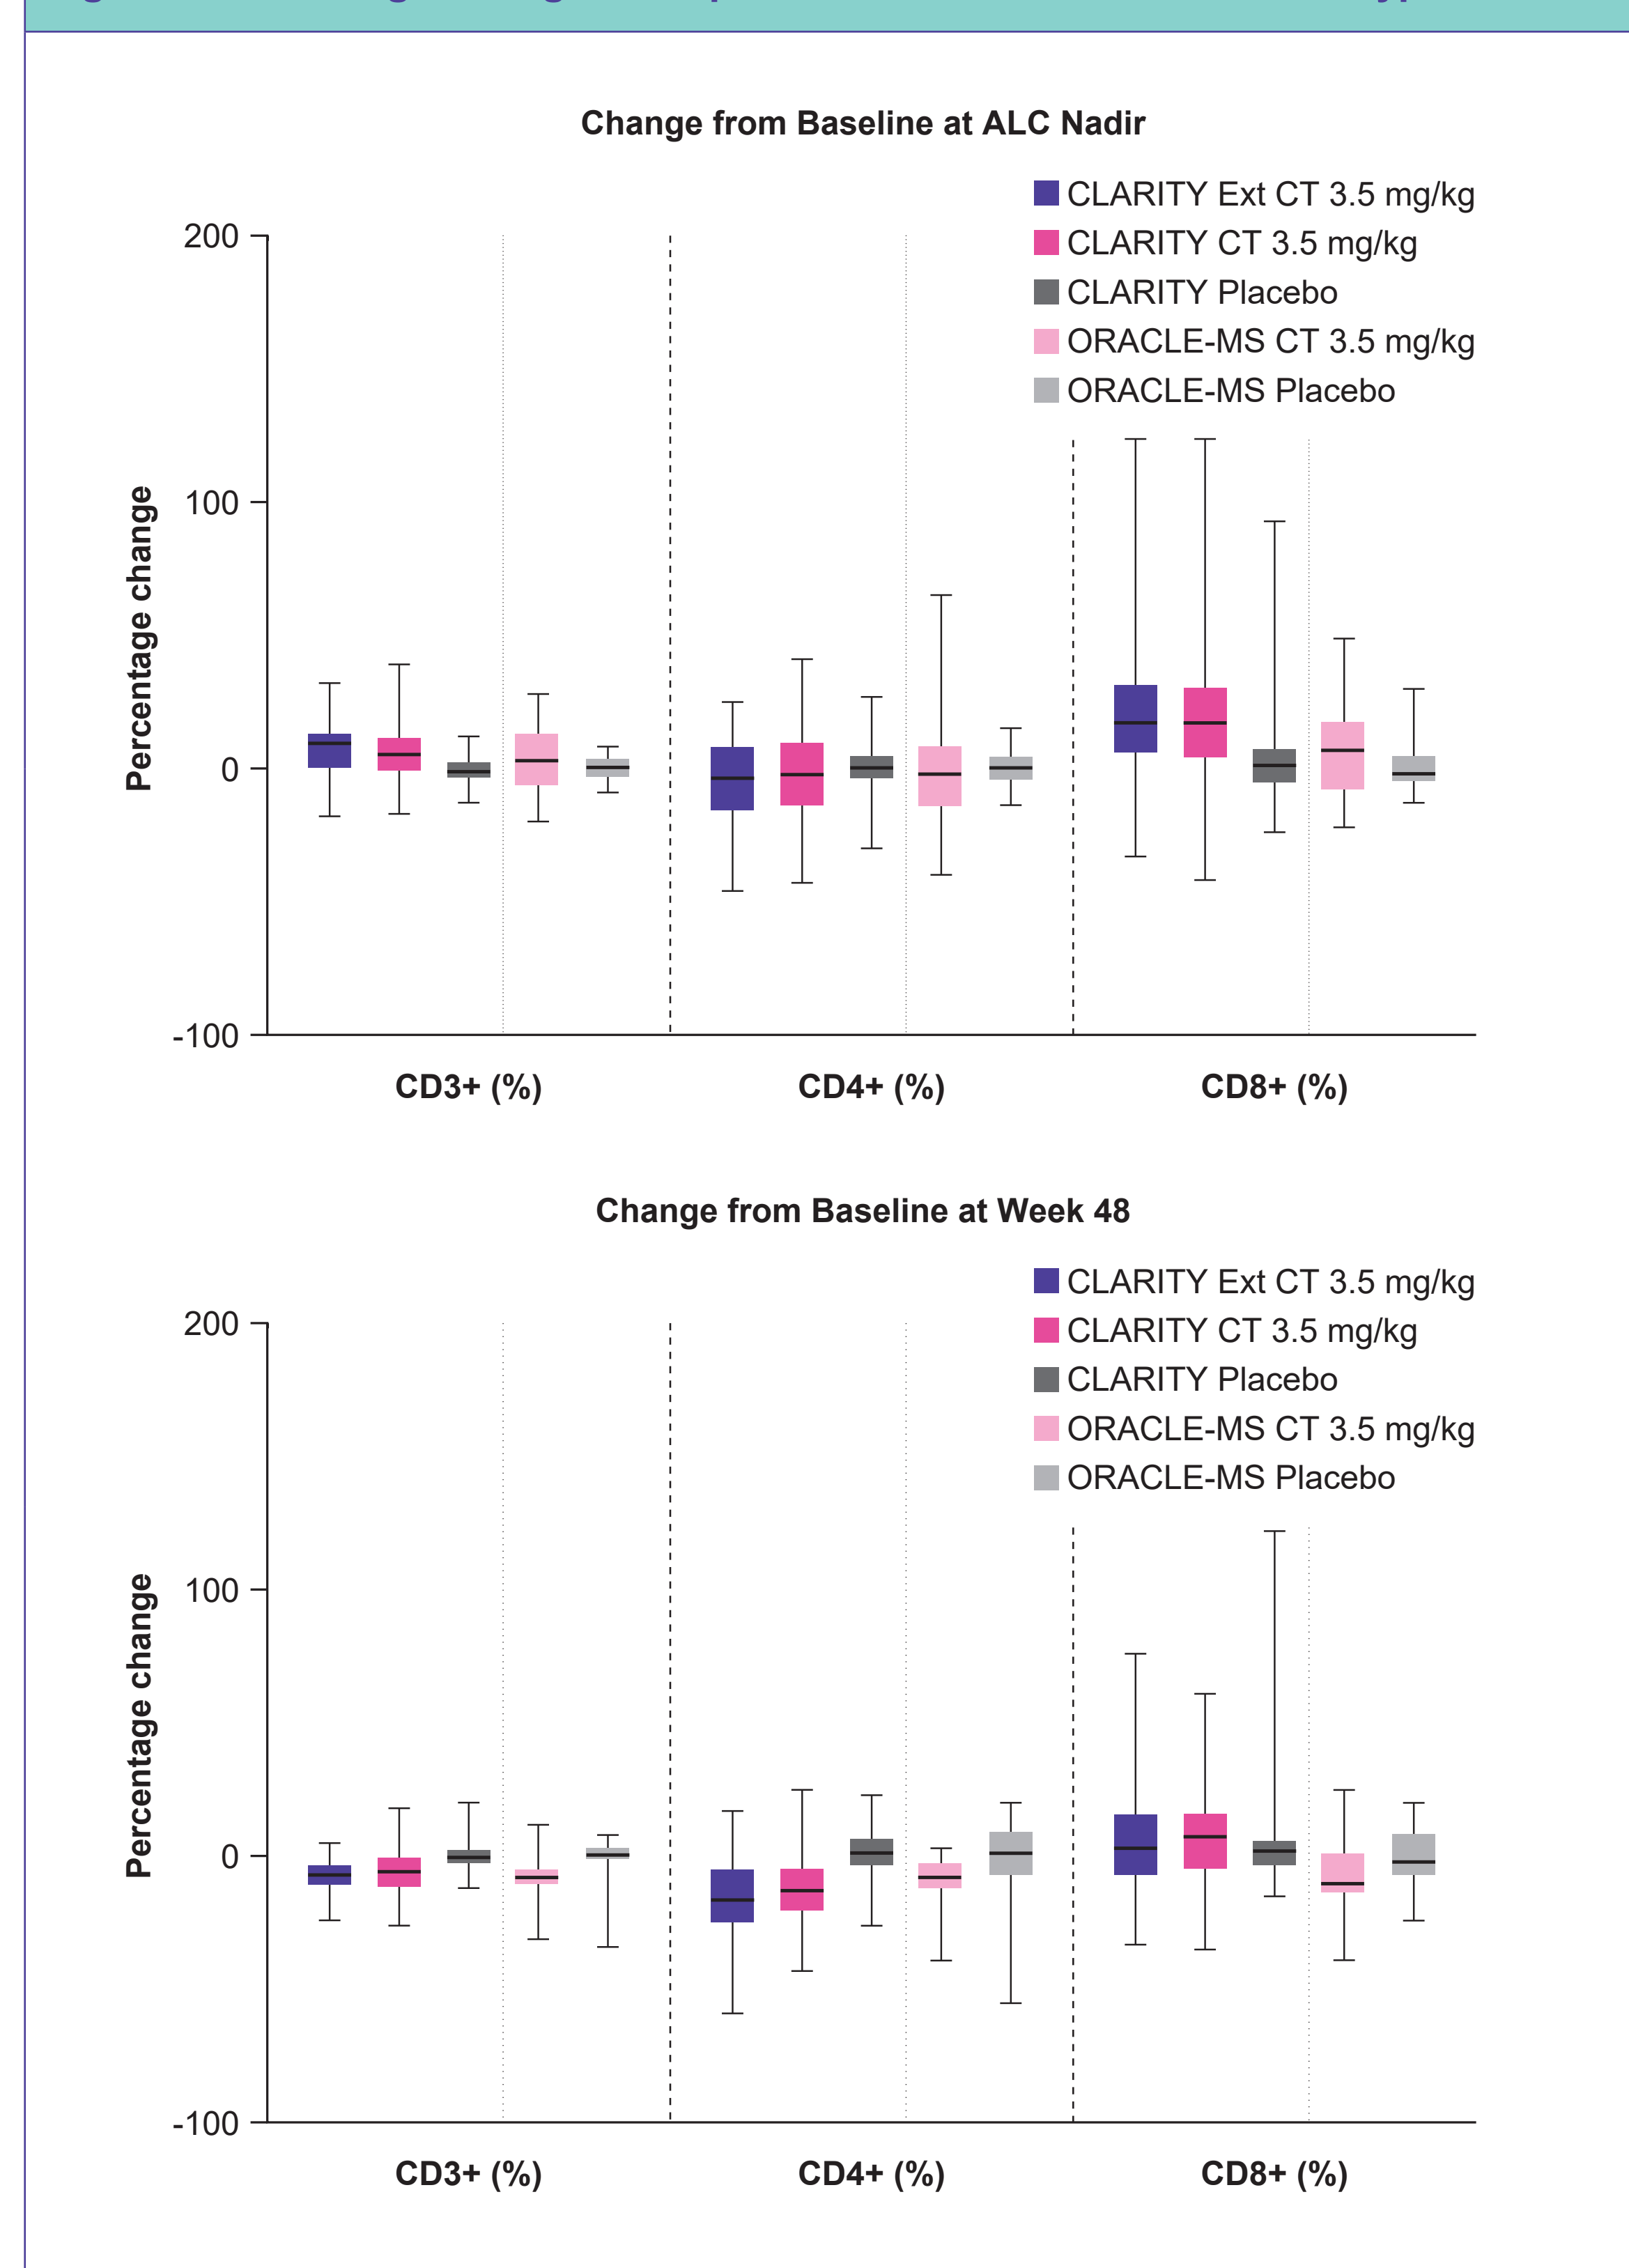 Change from Baseline at ALC Nadir
CLARITY Ext CT 3.5 mg/kg
CLARITY CT 3.5 mg/kg
CLARITY Placebo
ORACLE-MS CT 3.5 mg/kg
ORACLE-MS Placebo
200
100
0
-100
Percentage change
CD3+ (%)
CD4+ (%)
CD8+ (%)
Change from Baseline at Week 48
CLARITY Ext CT 3.5 mg/kg
CLARITY CT 3.5 mg/kg
CLARITY Placebo
ORACLE-MS CT 3.5 mg/kg
ORACLE-MS Placebo
200
100
0
-100
Percentage change
CD3+ (%)
CD4+ (%)
CD8+ (%)